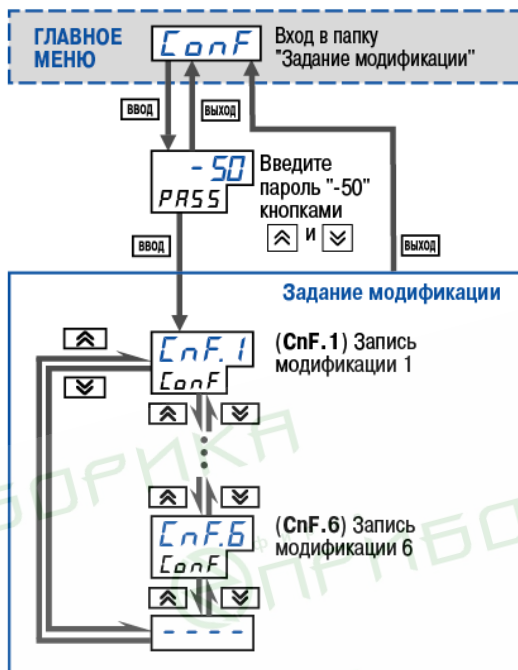 ГЛАВНОЕ
МЕНЮ
ConF
Вход в папку
"Задание модификации"
ВВОД
ВЫХОД
-50
PASS
Введите
пароль "-50"
кнопками
и
ВВОД
ВЫХОД
Задание модификации
CnF.1
ConF
(CnF.1) Запись
модификации 1
CnF.6
ConF
(CnF.6) Запись
модификации 6
- - - -